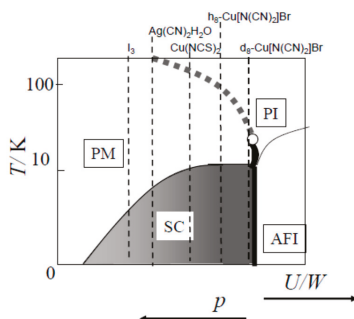 h₈-Cu[N(CN)₂]Br
Ag(CN)₂H₂O
I₃
Cu(NCS)₂
d₈-Cu[N(CN)₂]Br
100
PI
T/K
PM
10
SC
AFI
0
U/W
p